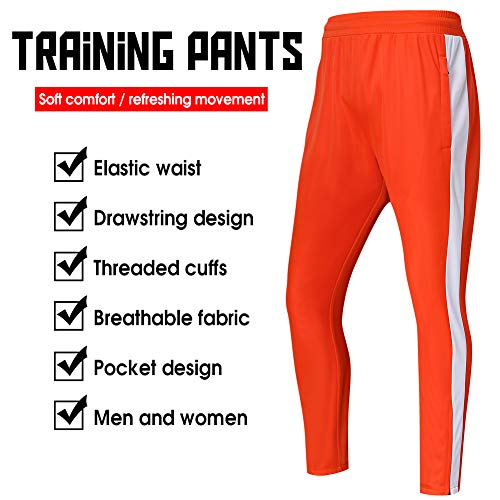 TRAiNiNG PANTS
Soft comfort / refreshing movement
Elastic waist
Drawstring design
Threaded cuffs
Breathable fabric
Pocket design
Men and women